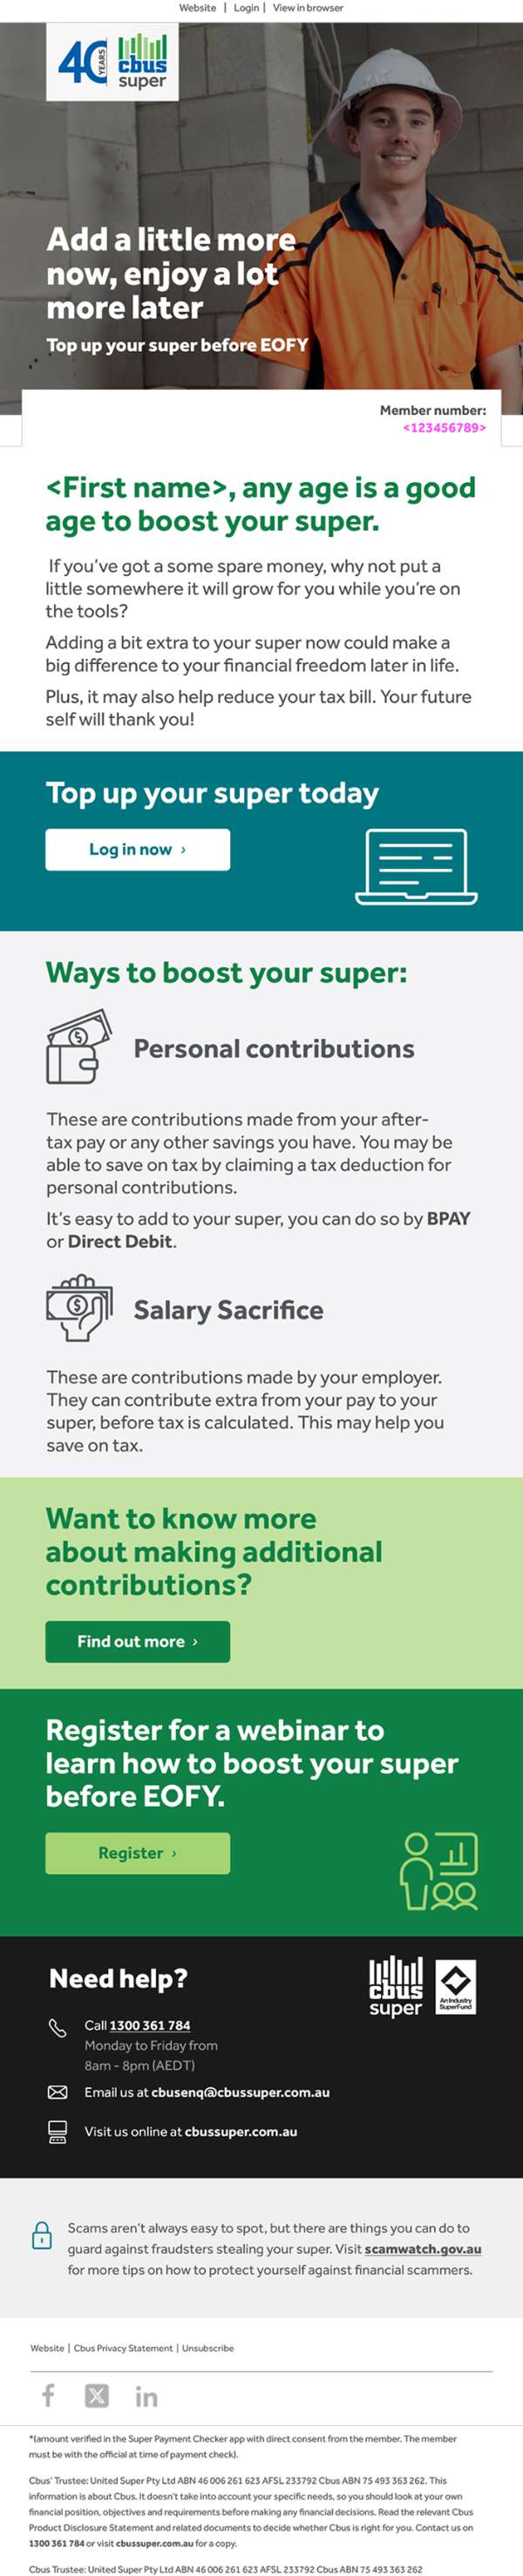 Website | Login | View in browser
40 YEARS cbus super
Add a little more
now, enjoy a lot
more later
Top up your super before EOFY
Member number:
<123456789>
<First name>, any age is a good
age to boost your super.
If you've got a some spare money, why not put a
little somewhere it will grow for you while you're on
the tools?
Adding a bit extra to your super now could make a
big difference to your financial freedom later in life.
Plus, it may also help reduce your tax bill. Your future
self will thank you!
Top up your super today
Log in now ›
Ways to boost your super:
Personal contributions
These are contributions made from your after-
tax pay or any other savings you have. You may be
able to save on tax by claiming a tax deduction for
personal contributions.
It's easy to add to your super, you can do so by BPAY
or Direct Debit.
Salary Sacrifice
These are contributions made by your employer.
They can contribute extra from your pay to your
super, before tax is calculated. This may help you
save on tax.
Want to know more
about making additional
contributions?
Find out more ›
Register for a webinar to
learn how to boost your super
before EOFY.
Register ›
Need help?
cbus super
An Industry
SuperFund
Call 1300 361 784
Monday to Friday from
8am - 8pm (AEDT)
Email us at cbusenq@cbussuper.com.au
Visit us online at cbussuper.com.au
Scams aren't always easy to spot, but there are things you can do to
guard against fraudsters stealing your super. Visit scamwatch.gov.au
for more tips on how to protect yourself against financial scammers.
Website | Cbus Privacy Statement | Unsubscribe
*(amount verified in the Super Payment Checker app with direct consent from the member. The member
must be with the official at time of payment check).
Cbus' Trustee: United Super Pty Ltd ABN 46 006 261 623 AFSL 233792 Cbus ABN 75 493 363 262. This
information is about Cbus. It doesn't take into account your specific needs, so you should look at your own
financial position, objectives and requirements before making any financial decisions. Read the relevant Cbus
Product Disclosure Statement and related documents to decide whether Cbus is right for you. Contact us on
1300 361 784 or visit cbussuper.com.au for a copy.
Cbus Trustee: United Super Pty Ltd ABN 46 006 261 623 AFSL 233792 Cbus ABN 75 493 363 262